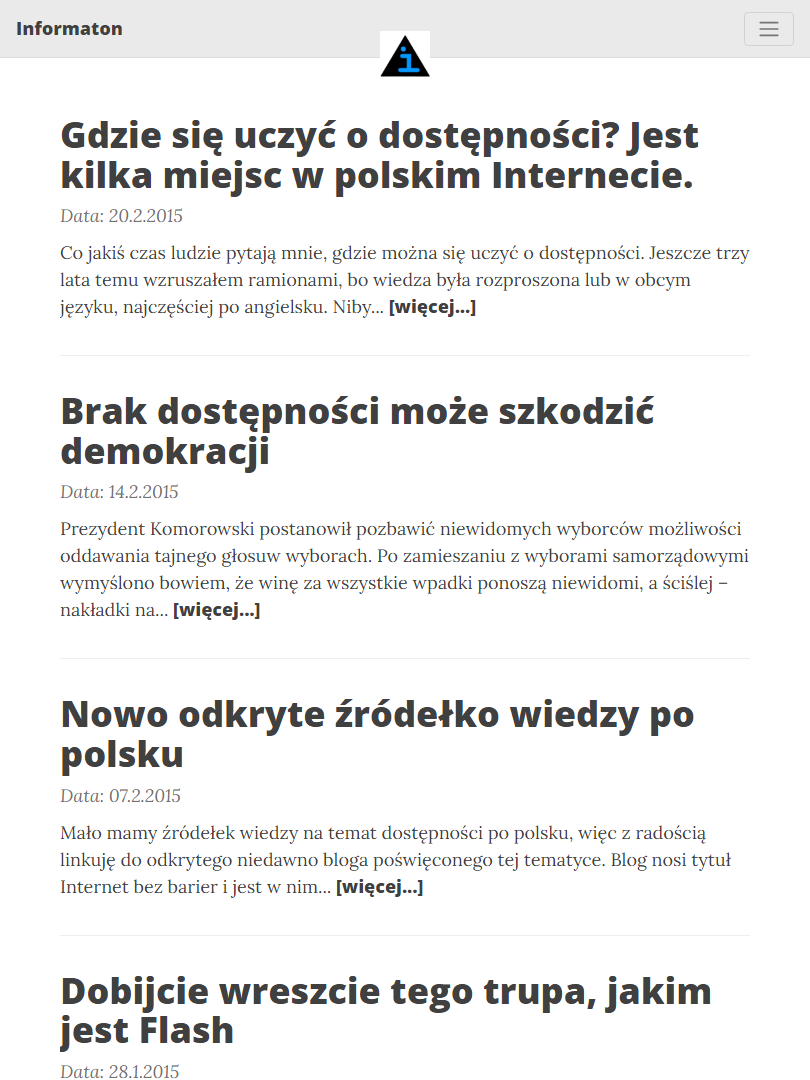 Informaton
i
Gdzie się uczyć o dostępności? Jest
kilka miejsc w polskim Internecie.
Data: 20.2.2015
Co jakiś czas ludzie pytają mnie, gdzie można się uczyć o dostępności. Jeszcze trzy
lata temu wzruszałem ramionami, bo wiedza była rozproszona lub w obcym
języku, najczęściej po angielsku. Niby... [więcej...]
Brak dostępności może szkodzić
demokracji
Data: 14.2.2015
Prezydent Komorowski postanowił pozbawić niewidomych wyborców możliwości
oddawania tajnego głosuw wyborach. Po zamieszaniu z wyborami samorządowymi
wymyślono bowiem, że winę za wszystkie wpadki ponoszą niewidomi, a ściślej –
nakładki na... [więcej...]
Nowo odkryte źródełko wiedzy po
polsku
Data: 07.2.2015
Mało mamy źródełek wiedzy na temat dostępności po polsku, więc z radością
linkuję do odkrytego niedawno bloga poświęconego tej tematyce. Blog nosi tytuł
Internet bez barier i jest w nim... [więcej...]
Dobijcie wreszcie tego trupa, jakim
jest Flash
Data: 28.1.2015